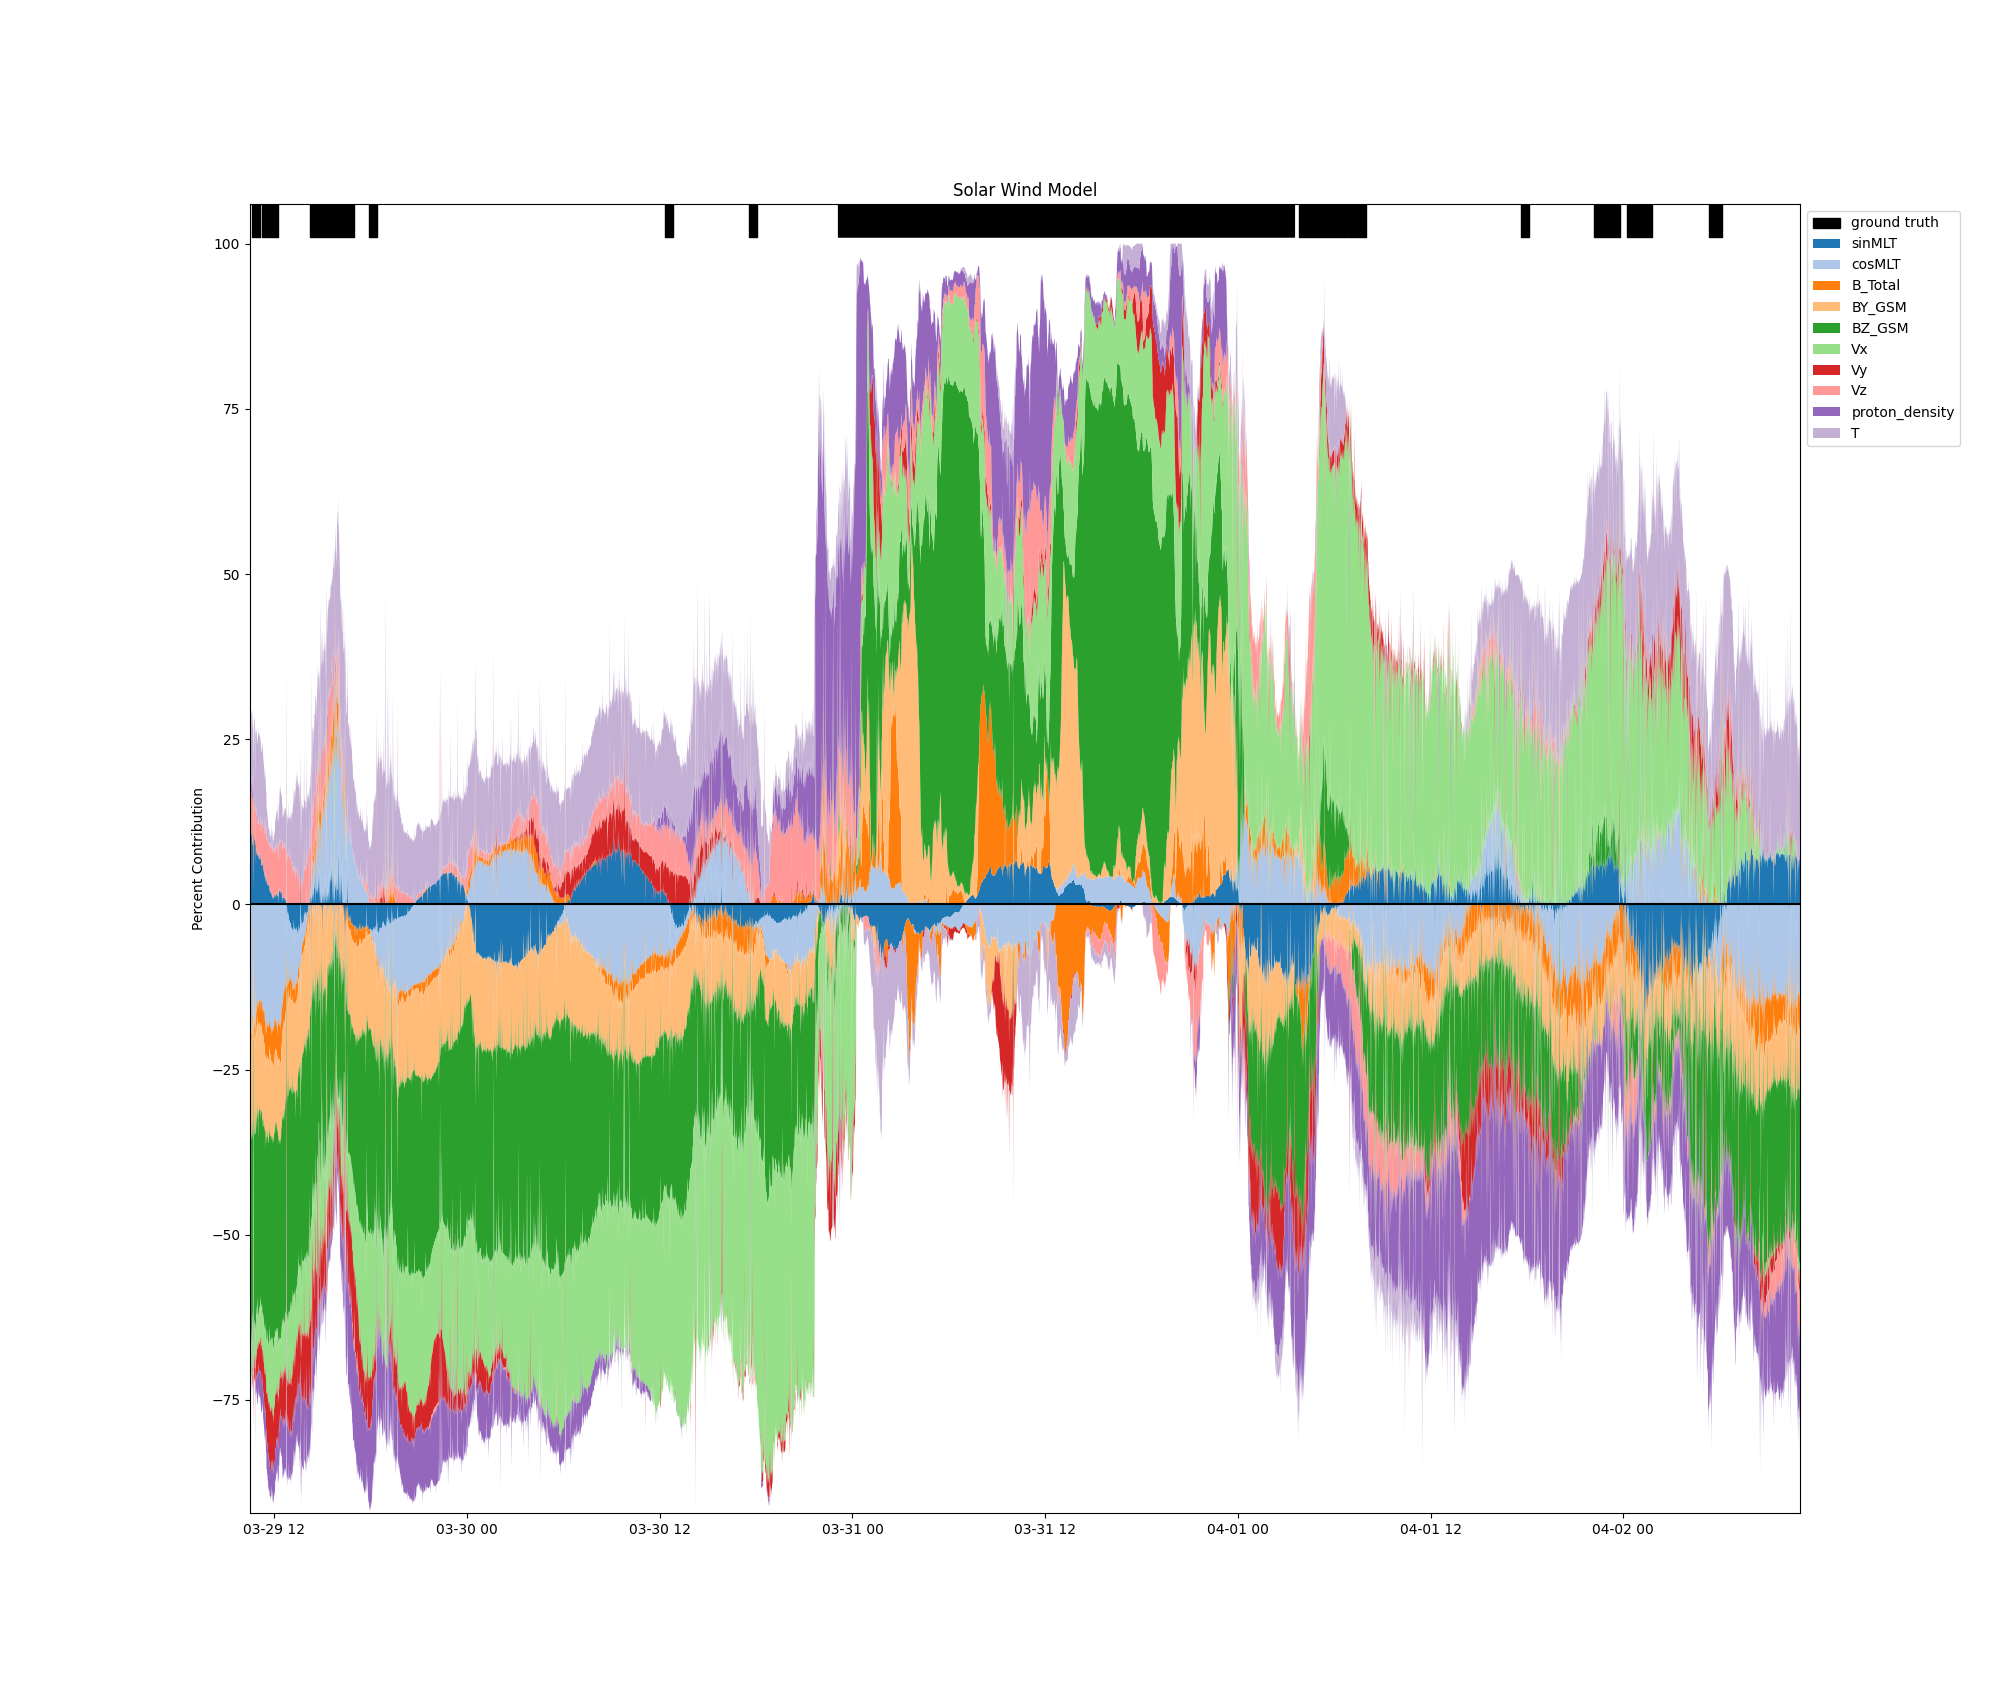 Solar Wind Model
ground truth
sinMLT
cosMLT
B_Total
BY_GSM
BZ_GSM
Vx
Vy
Vz
proton_density
T
Percent Contribution
100
75
50
25
0
−25
−50
−75
03-29 12
03-30 00
03-30 12
03-31 00
03-31 12
04-01 00
04-01 12
04-02 00